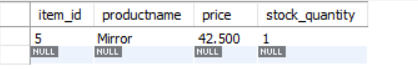 item_id productname price stock_quantity
5 Mirror 42.500 1
NULL NULL NULL NULL